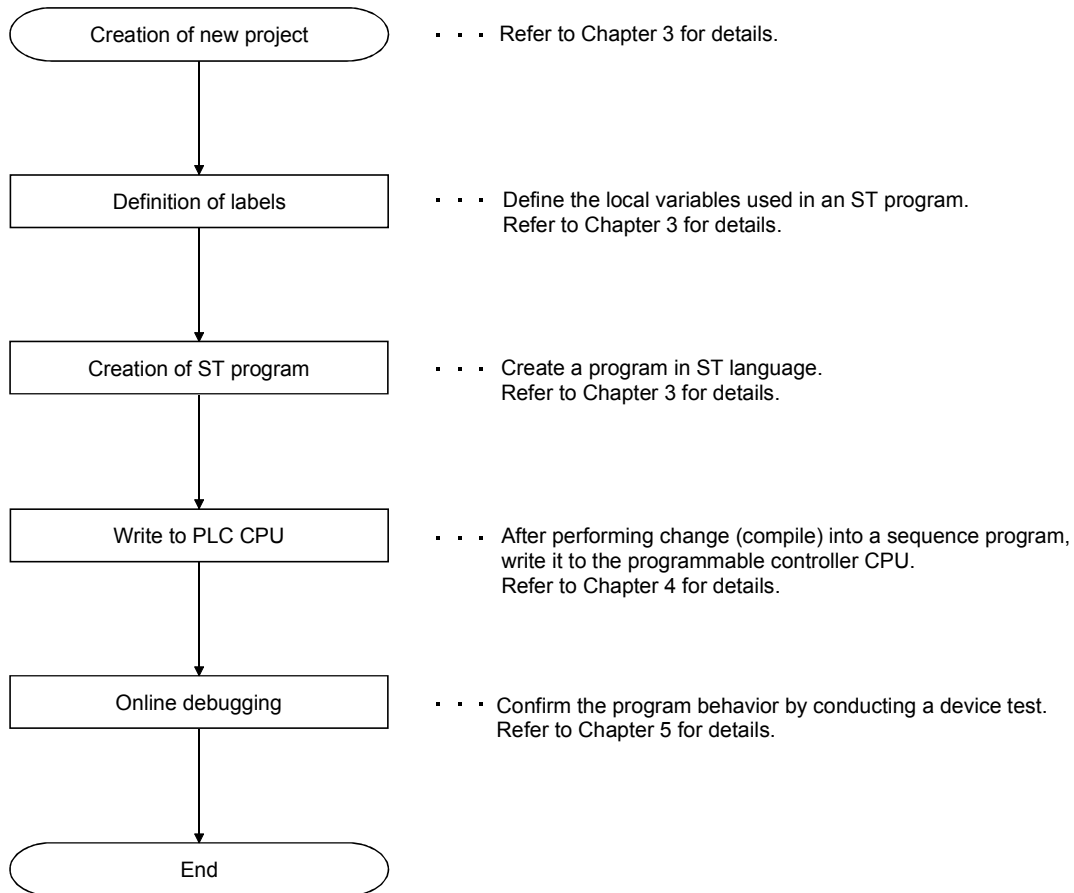 Creation of new project
· · · Refer to Chapter 3 for details.
Definition of labels
· · · Define the local variables used in an ST program.
Refer to Chapter 3 for details.
Creation of ST program
· · · Create a program in ST language.
Refer to Chapter 3 for details.
Write to PLC CPU
· · · After performing change (compile) into a sequence program,
write it to the programmable controller CPU.
Refer to Chapter 4 for details.
Online debugging
· · · Confirm the program behavior by conducting a device test.
Refer to Chapter 5 for details.
End